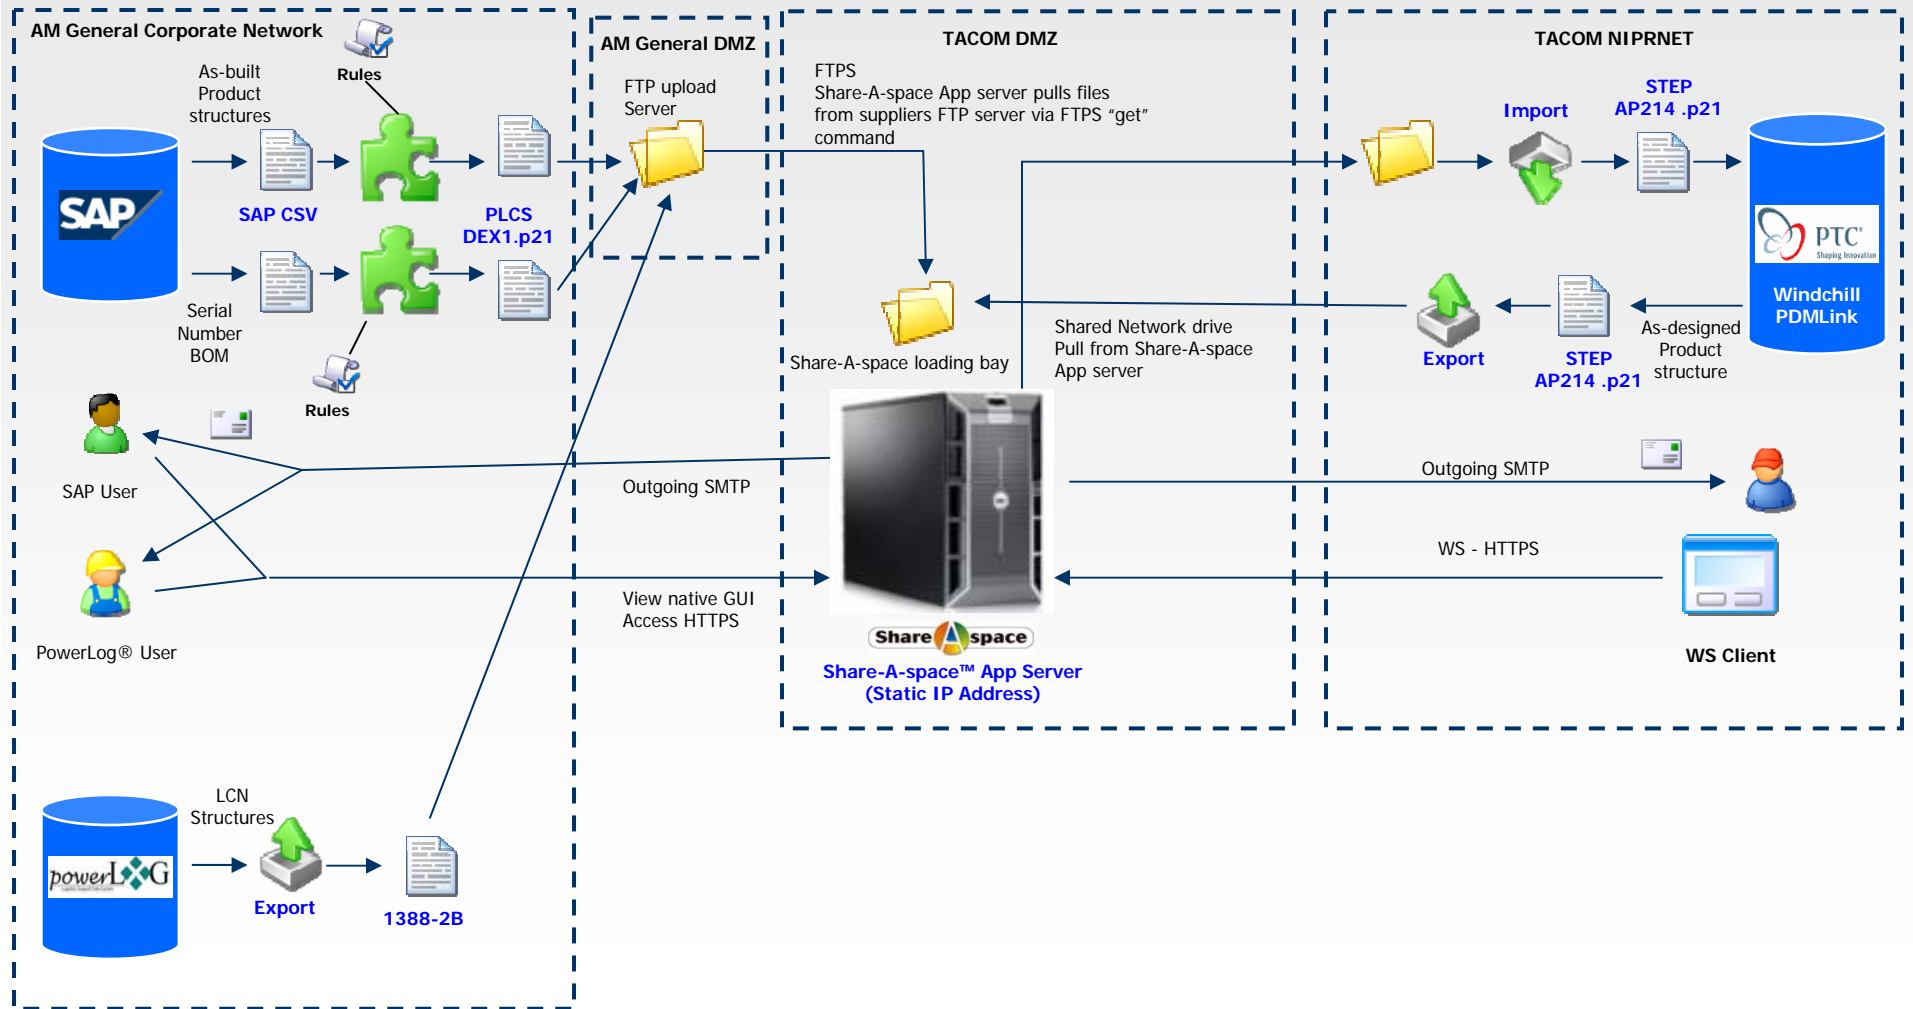 AM General Corporate Network
Rules
As-built
Product
structures
SAP
SAP CSV
PLCS
DEX1.p21
Serial
Number
BOM
Rules
SAP User
PowerLog® User
LCN
Structures
powerLOG
Export
1388-2B
AM General DMZ
FTP upload
Server
Outgoing SMTP
View native GUI
Access HTTPS
TACOM DMZ
FTPS
Share-A-space App server pulls files
from suppliers FTP server via FTPS “get”
command
Share-A-space loading bay
Shared Network drive
Pull from Share-A-space
App server
Share A space
Share-A-space™ App Server
(Static IP Address)
TACOM NIPRNET
Import
STEP
AP214 .p21
PTC®
Shaping Innovation
Windchill
PDMLink
Export
STEP
AP214 .p21
As-designed
Product
structure
Outgoing SMTP
WS - HTTPS
WS Client